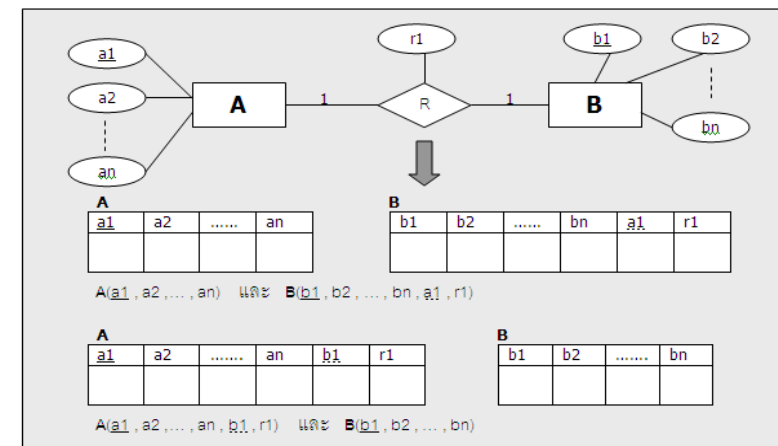 r1 b1 b2
a1
a2 A 1 R 1 B
an bn
A B
a1 a2 ...... an b1 b2 ...... bn a1 r1
A(a1 , a2 ,... , an) และ B(b1 , b2 , ... , bn , a1 , r1)
A B
a1 a2 ....... an b1 r1 b1 b2 ....... bn
A(a1 , a2 ,... , an , b1 , r1) และ B(b1 , b2 , ... , bn)